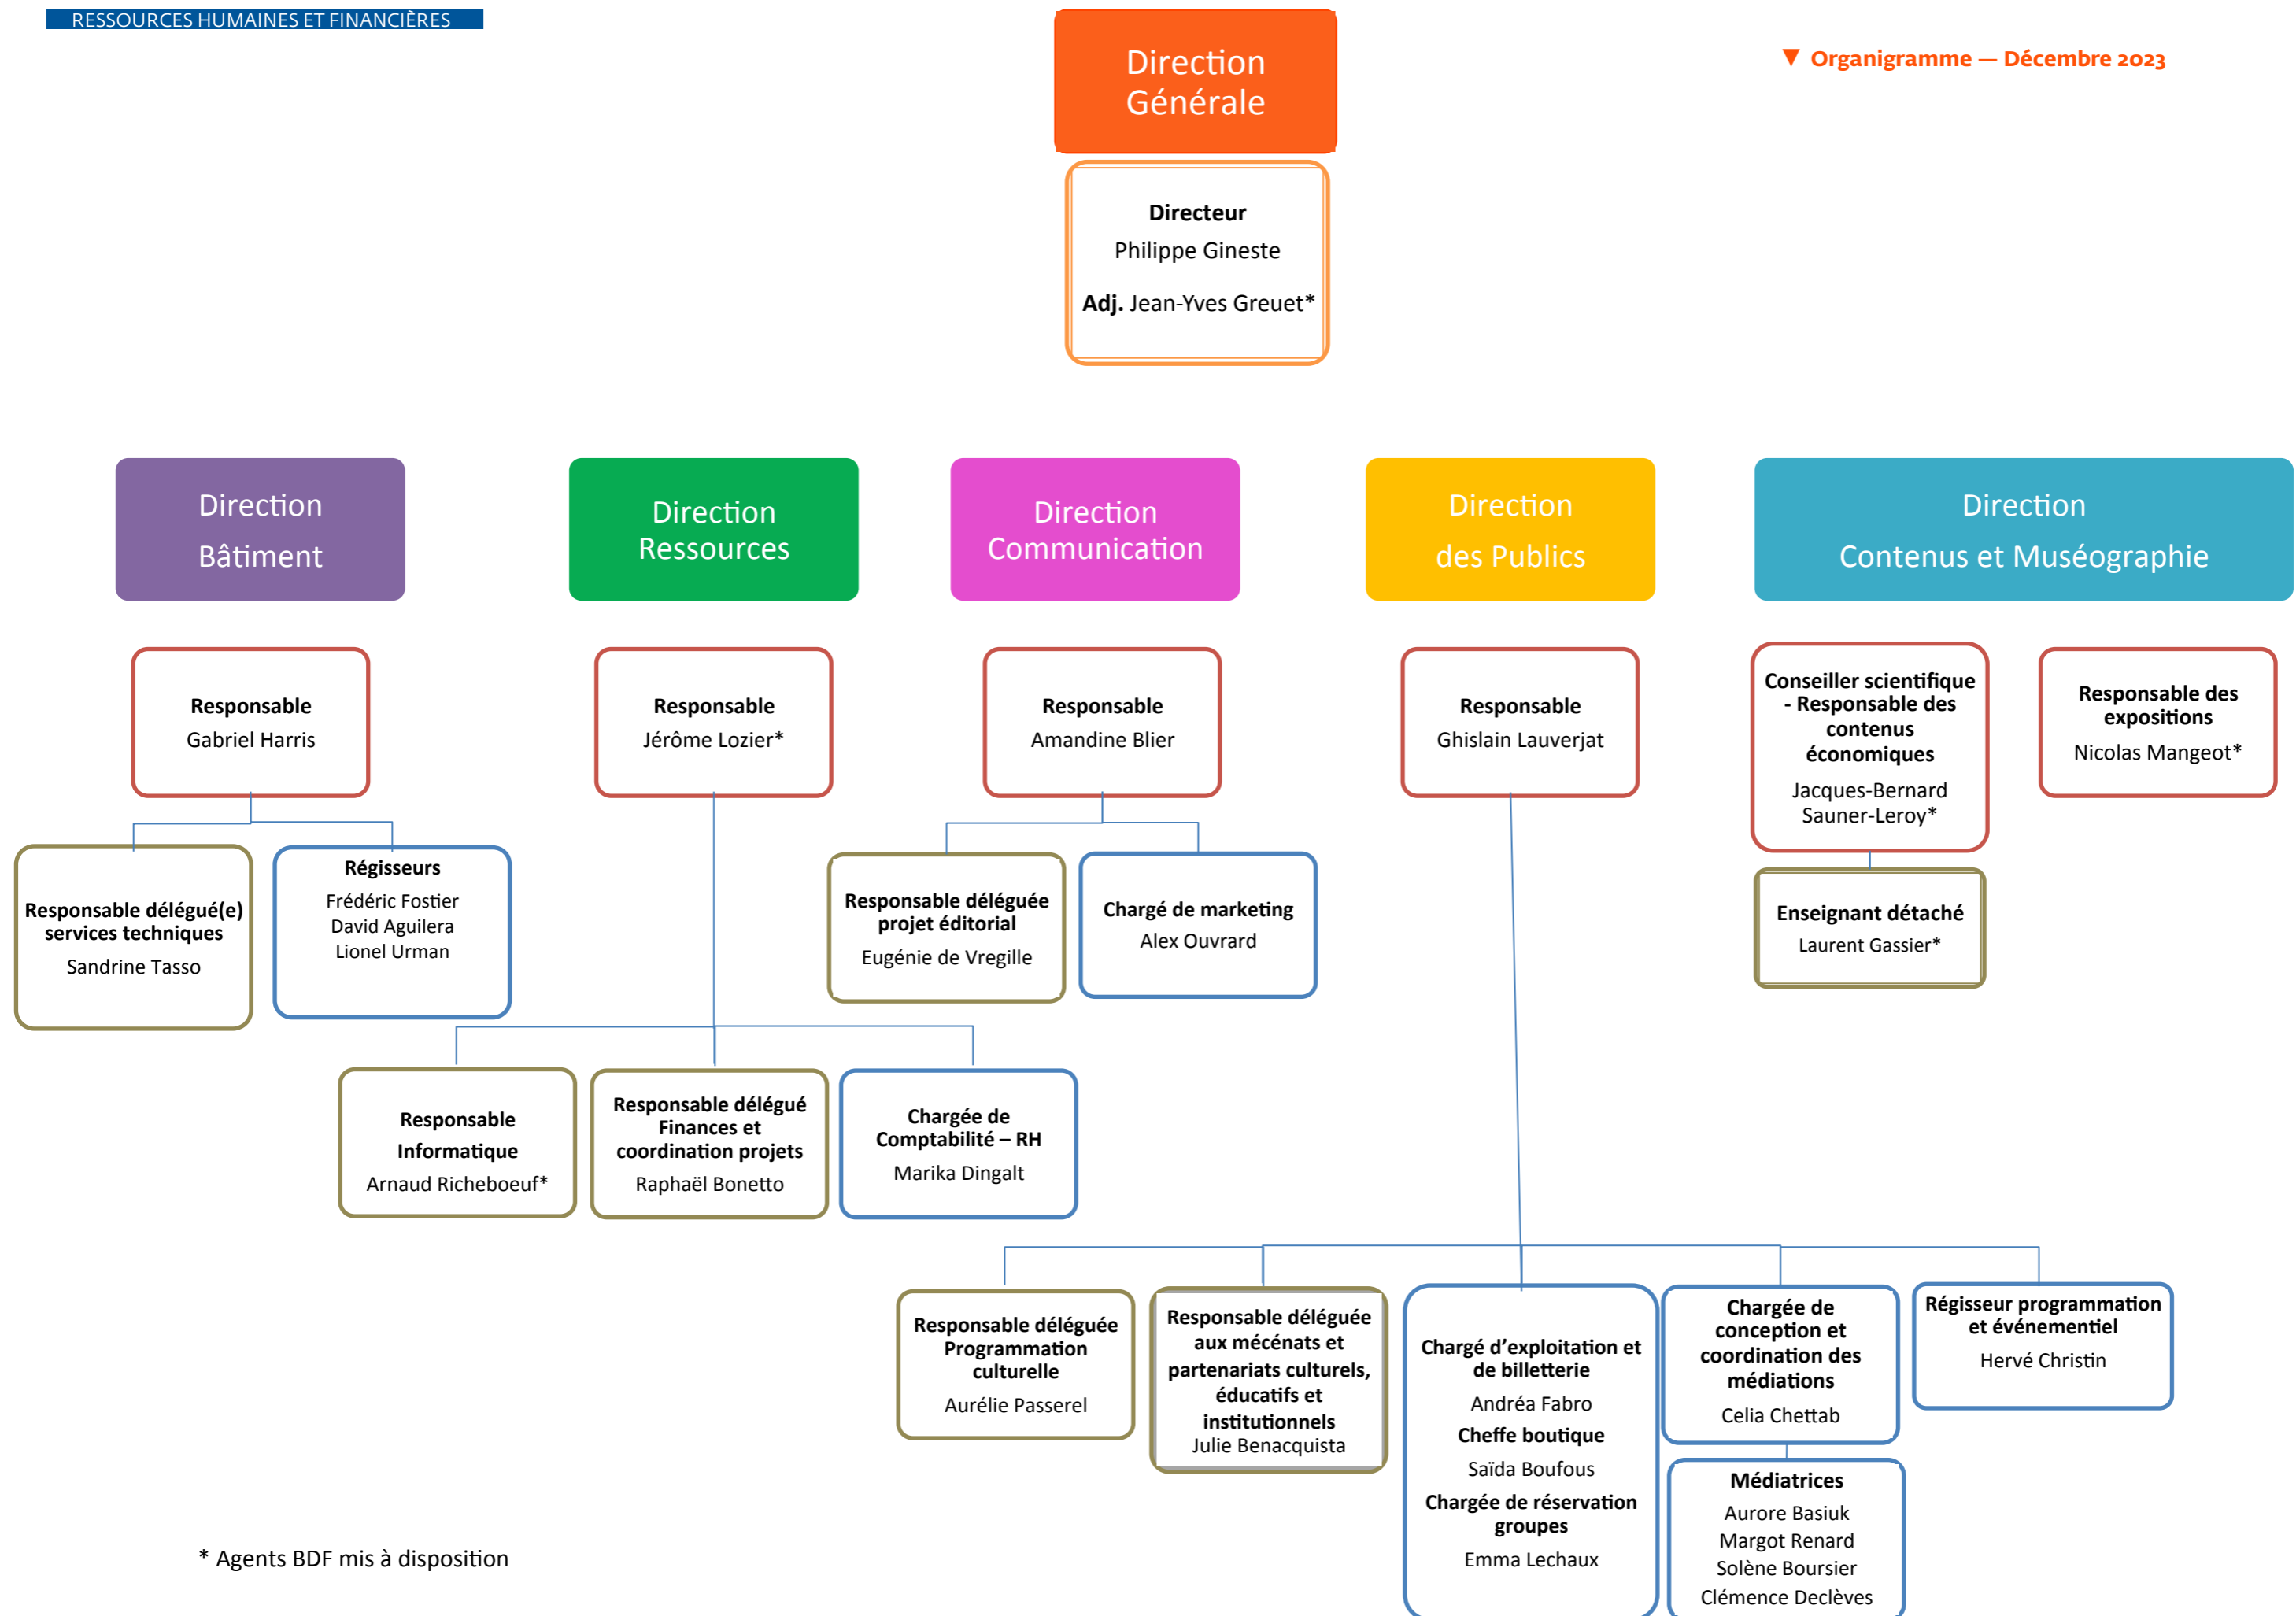 RESSOURCES HUMAINES ET FINANCIÈRES
▼ Organigramme — Décembre 2023
Direction
Générale
Directeur
Philippe Gineste
Adj. Jean-Yves Greuet*
Direction
Bâtiment
Direction
Ressources
Direction
Communication
Direction
des Publics
Direction
Contenus et Muséographie
Responsable
Gabriel Harris
Responsable
Jérôme Lozier*
Responsable
Amandine Blier
Responsable
Ghislain Lauverjat
Conseiller scientifique
- Responsable des
contenus
économiques
Jacques-Bernard
Sauner-Leroy*
Responsable des
expositions
Nicolas Mangeot*
Responsable délégué(e)
services techniques
Sandrine Tasso
Régisseurs
Frédéric Fostier
David Aguilera
Lionel Urman
Responsable déléguée
projet éditorial
Eugénie de Vregille
Chargé de marketing
Alex Ouvrard
Enseignant détaché
Laurent Gassier*
Responsable
Informatique
Arnaud Richeboeuf*
Responsable délégué
Finances et
coordination projets
Raphaël Bonetto
Chargée de
Comptabilité – RH
Marika Dingalt
Responsable déléguée
Programmation
culturelle
Aurélie Passerel
Responsable déléguée
aux mécénats et
partenariats culturels,
éducatifs et
institutionnels
Julie Benacquista
Chargé d’exploitation et
de billetterie
Andréa Fabro
Cheffe boutique
Saïda Boufous
Chargée de réservation
groupes
Emma Lechaux
Chargée de
conception et
coordination des
médiations
Celia Chettab
Médiatrices
Aurore Basiuk
Margot Renard
Solène Boursier
Clémence Declèves
Régisseur programmation
et événementiel
Hervé Christin
* Agents BDF mis à disposition